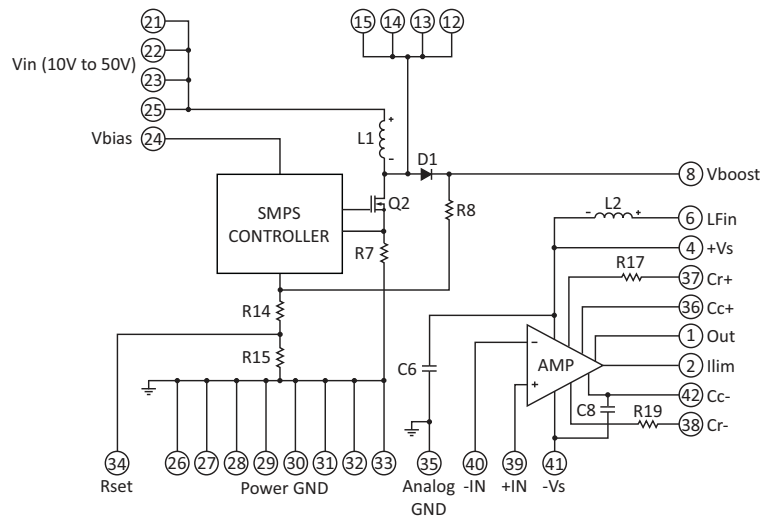 21
15 14 13 12
22
Vin (10V to 50V)
23
25
+
L1
Vbias 24
-
D1
8 Vboost
SMPS
CONTROLLER
Q2
R8
L2
- +
6 LFin
R7
4 +Vs
R17
37 Cr+
R14
36 Cc+
1 Out
R15
C6
-
AMP
2 Ilim
+
42 Cc-
C8
R19
38 Cr-
34 26 27 28 29 30 31 32 33 35 40 39 41
Rset Power GND Analog
GND -IN +IN -Vs